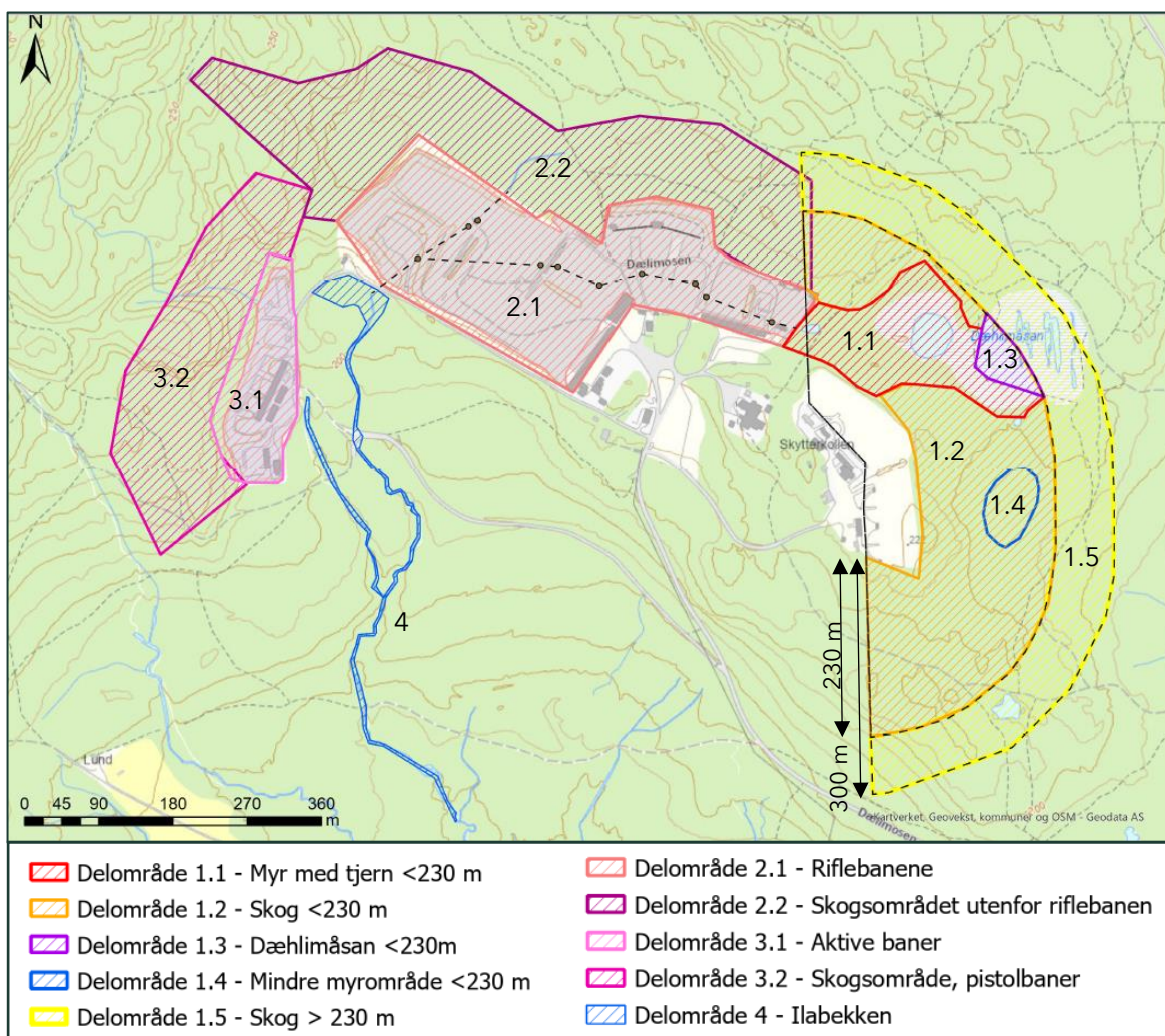 N
250
250
2.2
Dælimosen
2.1
1.1
Dæhlimåsan
1.3
3.2
3.1
Skytterkollen
1.2
1.4
1.5
4
230 m
300 m
Lund
0 45 90 180 270 360
m
Dælimosen
Kartverket, Geovekst, kommuner og OSM - Geodata AS
Delområde 1.1 - Myr med tjern <230 m
Delområde 1.2 - Skog <230 m
Delområde 1.3 - Dæhlimåsan <230m
Delområde 1.4 - Mindre myrområde <230 m
Delområde 1.5 - Skog > 230 m
Delområde 2.1 - Riflebanene
Delområde 2.2 - Skogsområdet utenfor riflebanen
Delområde 3.1 - Aktive baner
Delområde 3.2 - Skogsområde, pistolbaner
Delområde 4 - Ilabekken